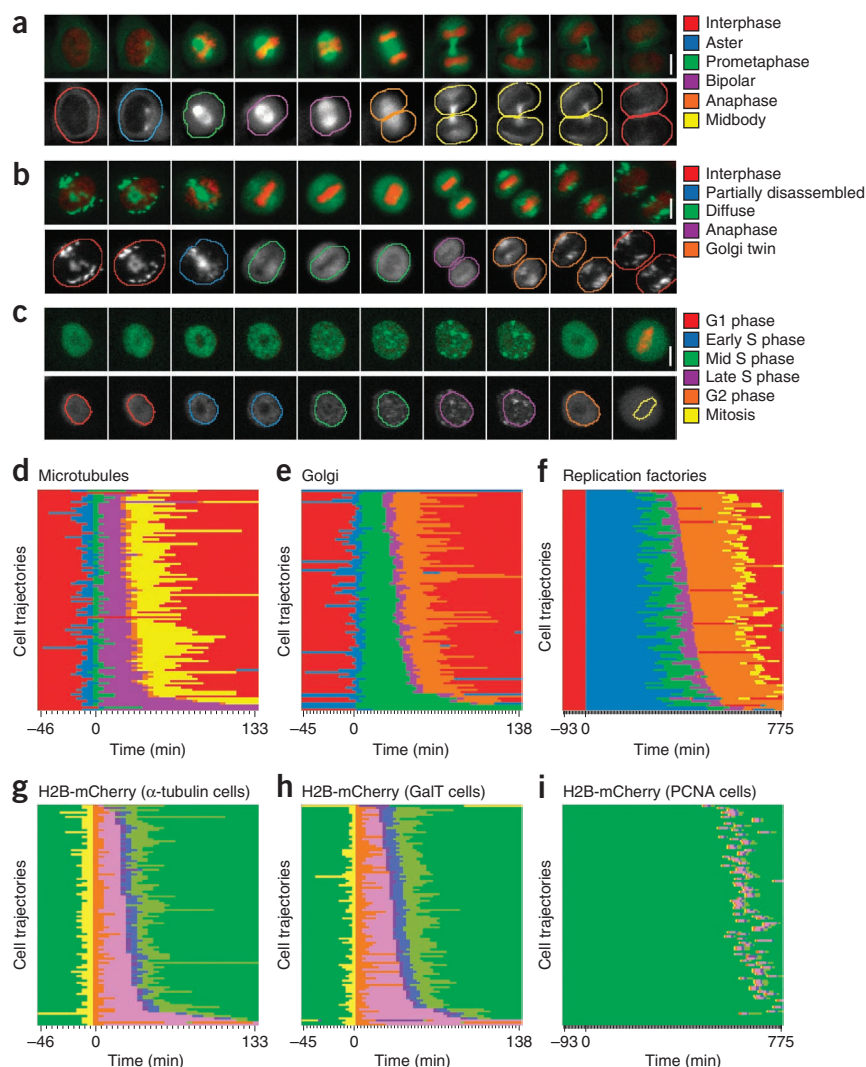 a
Interphase
Aster
Prometaphase
Bipolar
Anaphase
Midbody
b
Interphase
Partially disassembled
Diffuse
Anaphase
Golgi twin
c
G1 phase
Early S phase
Mid S phase
Late S phase
G2 phase
Mitosis
d Microtubules
Cell trajectories
–46 0 133
Time (min)
e Golgi
Cell trajectories
–45 0 138
Time (min)
f Replication factories
Cell trajectories
–93 0 775
Time (min)
g H2B-mCherry (α-tubulin cells)
Cell trajectories
–46 0 133
Time (min)
h H2B-mCherry (GalT cells)
Cell trajectories
–45 0 138
Time (min)
i H2B-mCherry (PCNA cells)
Cell trajectories
–93 0 775
Time (min)